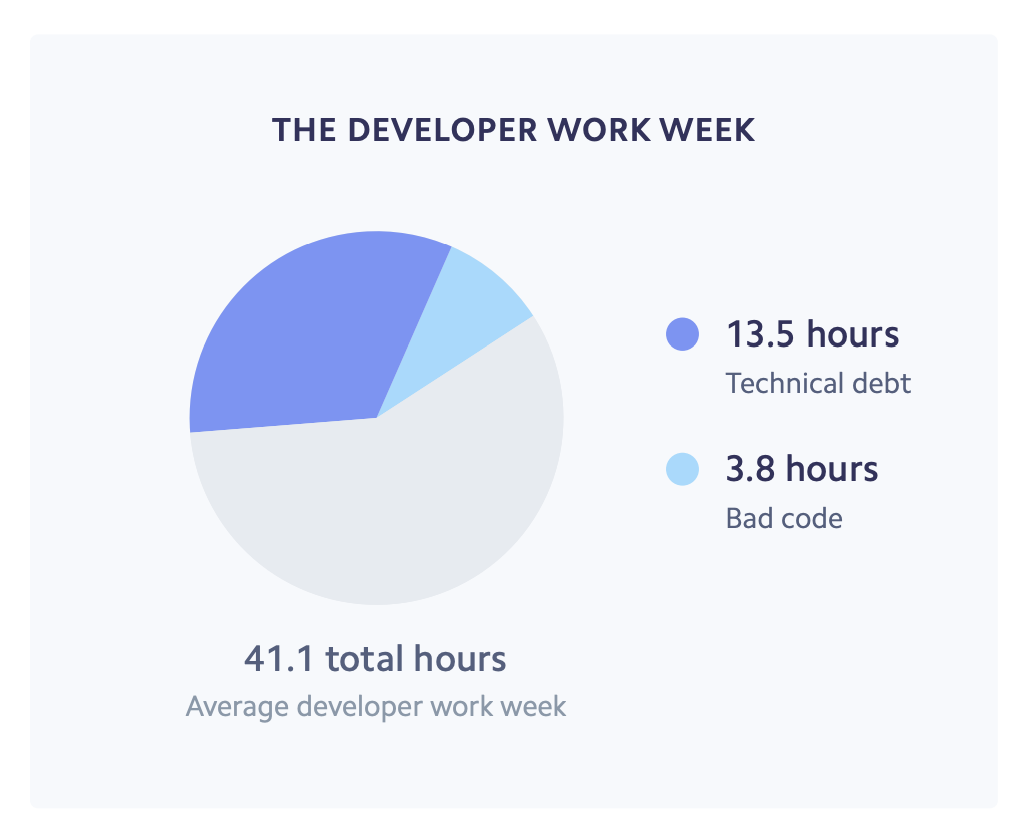 THE DEVELOPER WORK WEEK
13.5 hours
Technical debt
3.8 hours
Bad code
41.1 total hours
Average developer work week